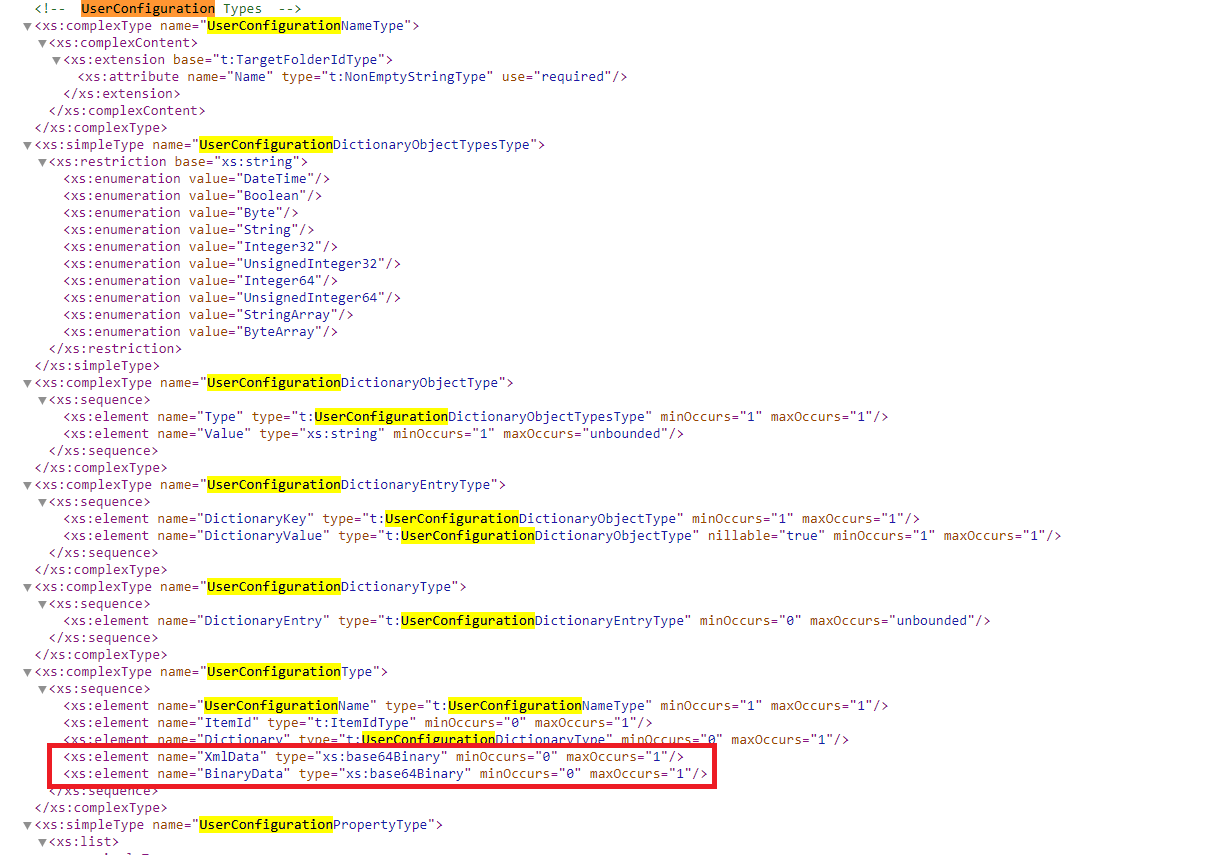 <!-- UserConfiguration Types -->
▼<xs:complexType name="UserConfigurationNameType">
▼<xs:complexContent>
▼<xs:extension base="t:TargetFolderIdType">
<xs:attribute name="Name" type="t:NonEmptyStringType" use="required"/>
</xs:extension>
</xs:complexContent>
</xs:complexType>
▼<xs:simpleType name="UserConfigurationDictionaryObjectTypesType">
▼<xs:restriction base="xs:string">
<xs:enumeration value="DateTime"/>
<xs:enumeration value="Boolean"/>
<xs:enumeration value="Byte"/>
<xs:enumeration value="String"/>
<xs:enumeration value="Integer32"/>
<xs:enumeration value="UnsignedInteger32"/>
<xs:enumeration value="Integer64"/>
<xs:enumeration value="UnsignedInteger64"/>
<xs:enumeration value="StringArray"/>
<xs:enumeration value="ByteArray"/>
</xs:restriction>
</xs:simpleType>
▼<xs:complexType name="UserConfigurationDictionaryObjectType">
▼<xs:sequence>
<xs:element name="Type" type="t:UserConfigurationDictionaryObjectTypesType" minOccurs="1" maxOccurs="1"/>
<xs:element name="Value" type="xs:string" minOccurs="1" maxOccurs="unbounded"/>
</xs:sequence>
</xs:complexType>
▼<xs:complexType name="UserConfigurationDictionaryEntryType">
▼<xs:sequence>
<xs:element name="DictionaryKey" type="t:UserConfigurationDictionaryObjectType" minOccurs="1" maxOccurs="1"/>
<xs:element name="DictionaryValue" type="t:UserConfigurationDictionaryObjectType" nillable="true" minOccurs="1" maxOccurs="1"/>
</xs:sequence>
</xs:complexType>
▼<xs:complexType name="UserConfigurationDictionaryType">
▼<xs:sequence>
<xs:element name="DictionaryEntry" type="t:UserConfigurationDictionaryEntryType" minOccurs="0" maxOccurs="unbounded"/>
</xs:sequence>
</xs:complexType>
▼<xs:complexType name="UserConfigurationType">
▼<xs:sequence>
<xs:element name="UserConfigurationName" type="t:UserConfigurationNameType" minOccurs="1" maxOccurs="1"/>
<xs:element name="ItemId" type="t:ItemIdType" minOccurs="0" maxOccurs="1"/>
<xs:element name="Dictionary" type="t:UserConfigurationDictionaryType" minOccurs="0" maxOccurs="1"/>
<xs:element name="XmlData" type="xs:base64Binary" minOccurs="0" maxOccurs="1"/>
<xs:element name="BinaryData" type="xs:base64Binary" minOccurs="0" maxOccurs="1"/>
</xs:sequence>
</xs:complexType>
▼<xs:simpleType name="UserConfigurationPropertyType">
▼<xs:list>